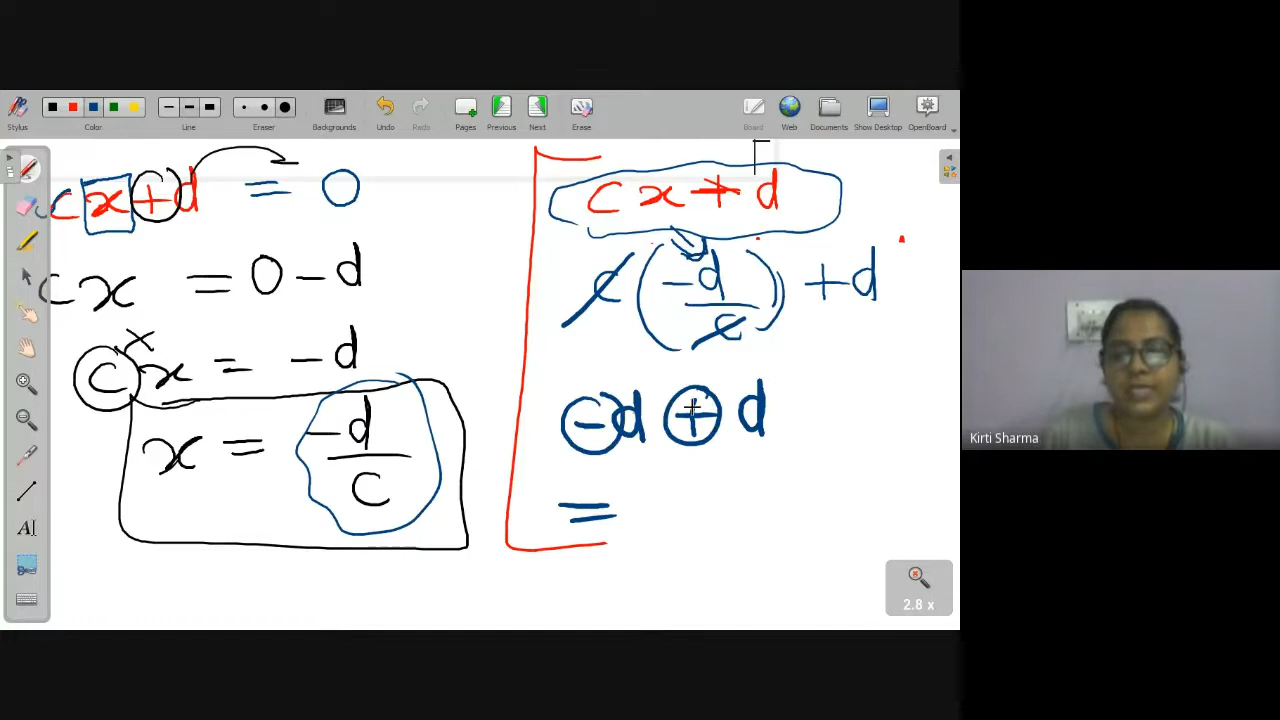 Stylus
Color
Line
Eraser
Backgrounds
Undo
Redo
Pages
Previous
Next
Erase
Board
Web
Documents
Show Desktop
OpenBoard
cx+d = 0
cx = 0-d
cx = -d
x = -d/c
cx+d
c(-d/c)+d
-d+d
=
2.8 x
Kirti Sharma